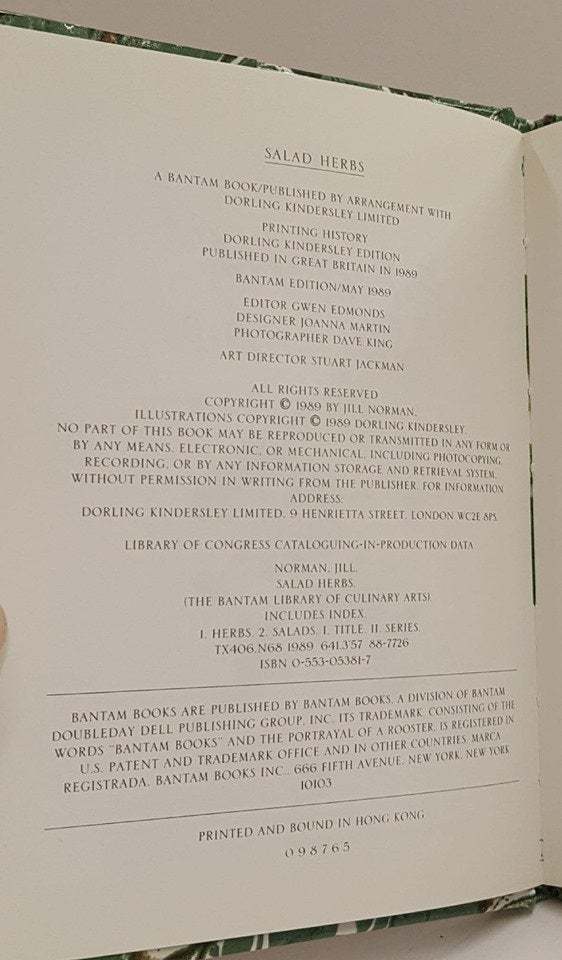 SALAD HERBS
A BANTAM BOOK/PUBLISHED BY ARRANGEMENT WITH
DORLING KINDERSLEY LIMITED
PRINTING HISTORY
DORLING KINDERSLEY EDITION
PUBLISHED IN GREAT BRITAIN IN 1989
BANTAM EDITION/MAY 1989
EDITOR GWEN EDMONDS
DESIGNER JOANNA MARTIN
PHOTOGRAPHER DAVE KING
ART DIRECTOR STUART JACKMAN
ALL RIGHTS RESERVED
COPYRIGHT © 1989 BY JILL NORMAN.
ILLUSTRATIONS COPYRIGHT © 1989 DORLING KINDERSLEY.
NO PART OF THIS BOOK MAY BE REPRODUCED OR TRANSMITTED IN ANY FORM OR
BY ANY MEANS, ELECTRONIC, OR MECHANICAL, INCLUDING PHOTOCOPYING,
RECORDING, OR BY ANY INFORMATION STORAGE AND RETRIEVAL SYSTEM,
WITHOUT PERMISSION IN WRITING FROM THE PUBLISHER. FOR INFORMATION
ADDRESS:
DORLING KINDERSLEY LIMITED, 9 HENRIETTA STREET, LONDON WC2E 8PS.
LIBRARY OF CONGRESS CATALOGUING-IN-PRODUCTION DATA
NORMAN, JILL.
SALAD HERBS.
(THE BANTAM LIBRARY OF CULINARY ARTS).
INCLUDES INDEX.
1. HERBS. 2. SALADS. I. TITLE. II. SERIES.
TX406.N68 1989 641.3'57 88-7726
ISBN 0-553-05381-7
BANTAM BOOKS ARE PUBLISHED BY BANTAM BOOKS, A DIVISION OF BANTAM
DOUBLEDAY DELL PUBLISHING GROUP, INC. ITS TRADEMARK, CONSISTING OF THE
WORDS "BANTAM BOOKS" AND THE PORTRAYAL OF A ROOSTER, IS REGISTERED IN
U.S. PATENT AND TRADEMARK OFFICE AND IN OTHER COUNTRIES. MARCA
REGISTRADA. BANTAM BOOKS INC., 666 FIFTH AVENUE, NEW YORK, NEW YORK
10103
PRINTED AND BOUND IN HONG KONG
0 9 8 7 6 5